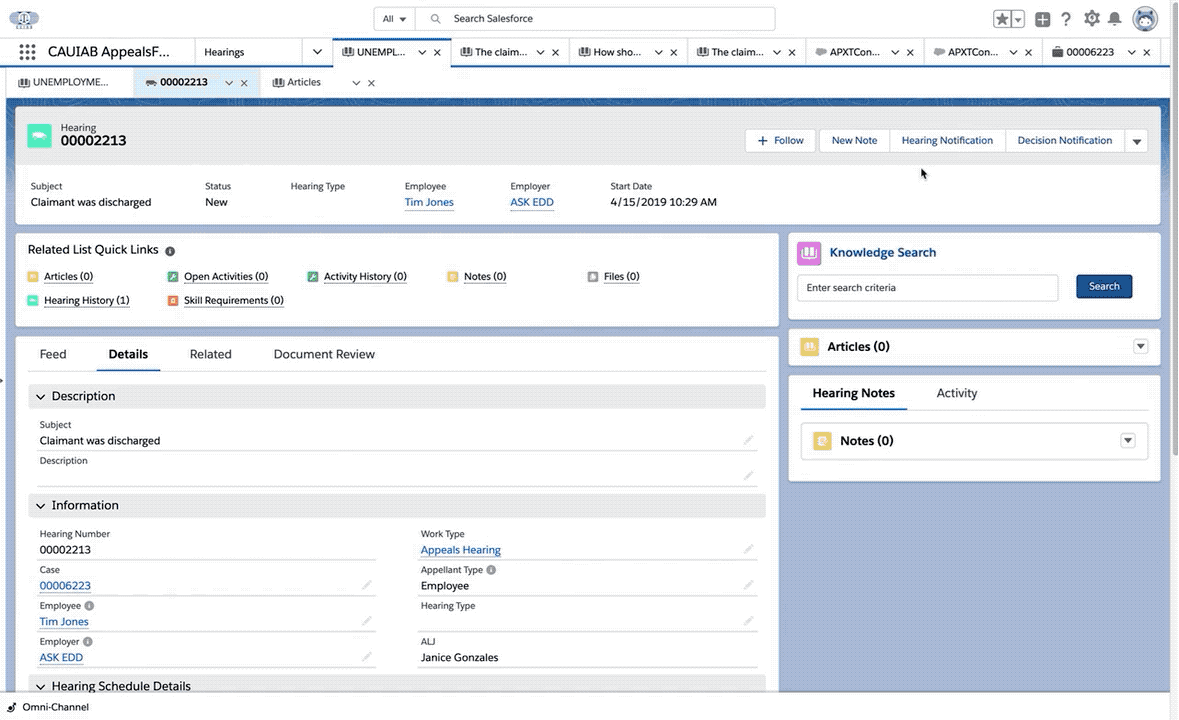 All
Search Salesforce
CAUIAB AppealsF...
Hearings
UNEMPL...
The claim...
How sho...
The claim...
APXTCon...
APXTCon...
00006223
UNEMPLOYME...
00002213
Articles
Hearing
00002213
Follow
New Note
Hearing Notification
Decision Notification
Subject
Status
Hearing Type
Employee
Employer
Start Date
Claimant was discharged
New
Tim Jones
ASK EDD
4/15/2019 10:29 AM
Related List Quick Links
Articles (0)
Open Activities (0)
Activity History (0)
Notes (0)
Files (0)
Hearing History (1)
Skill Requirements (0)
Knowledge Search
Enter search criteria
Search
Articles (0)
Hearing Notes
Activity
Notes (0)
Feed
Details
Related
Document Review
Description
Subject
Claimant was discharged
Description
Information
Hearing Number
00002213
Work Type
Appeals Hearing
Case
00006223
Appellant Type
Employee
Employee
Tim Jones
Hearing Type
Employer
ASK EDD
ALJ
Janice Gonzales
Hearing Schedule Details
Omni-Channel